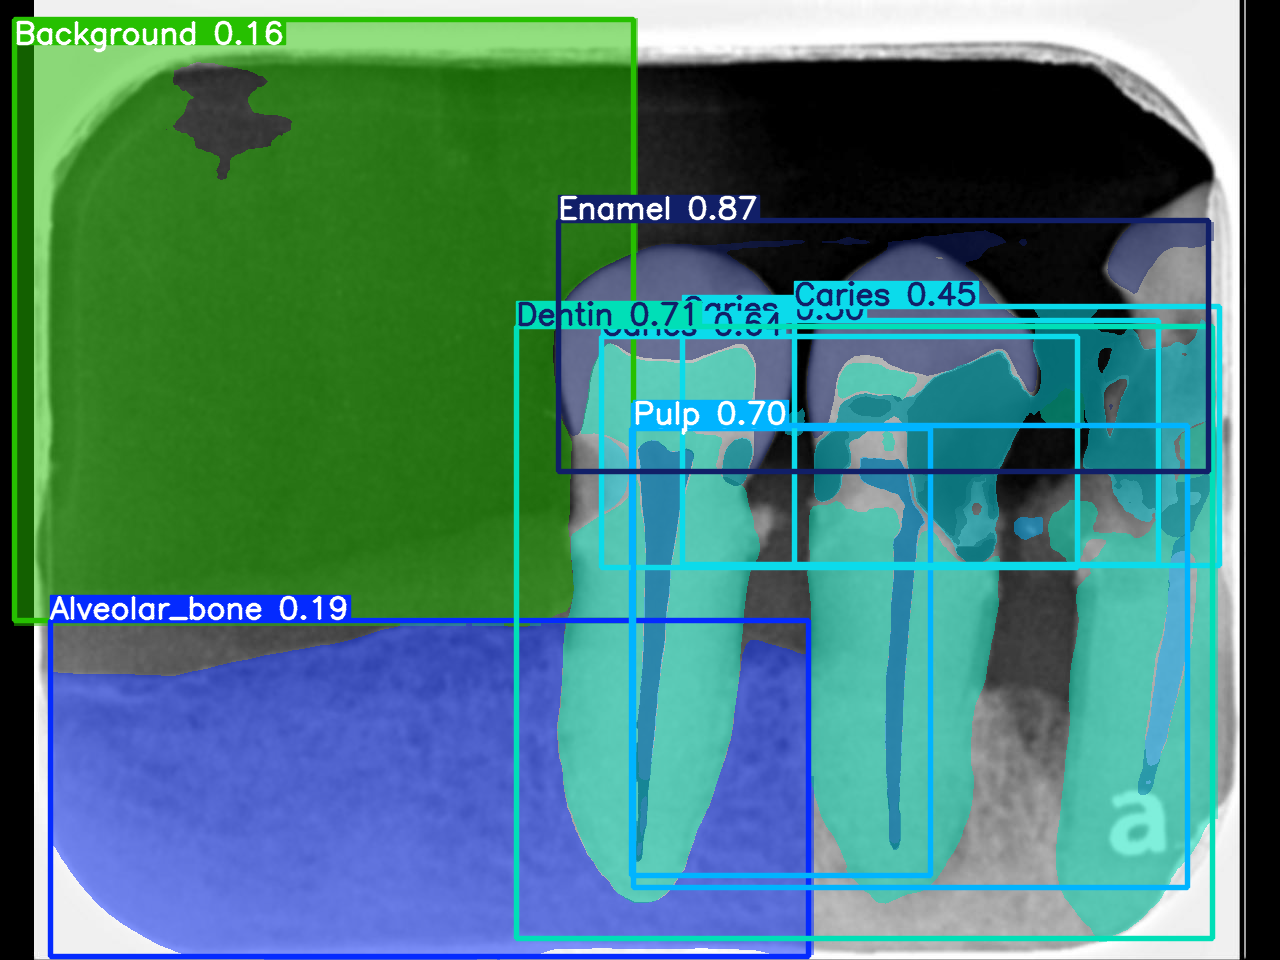 Background 0.16
Enamel 0.87
Caries 0.45
Dentin 0.71
Pulp 0.70
Alveolar_bone 0.19
a